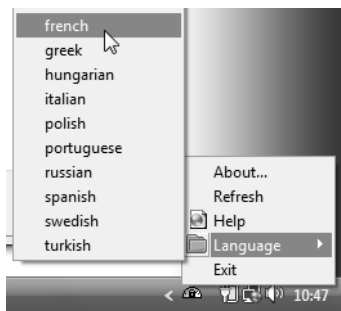 french
greek
hungarian
italian
polish
portuguese
russian
spanish
swedish
turkish
About...
Refresh
Help
Language
Exit
10:47